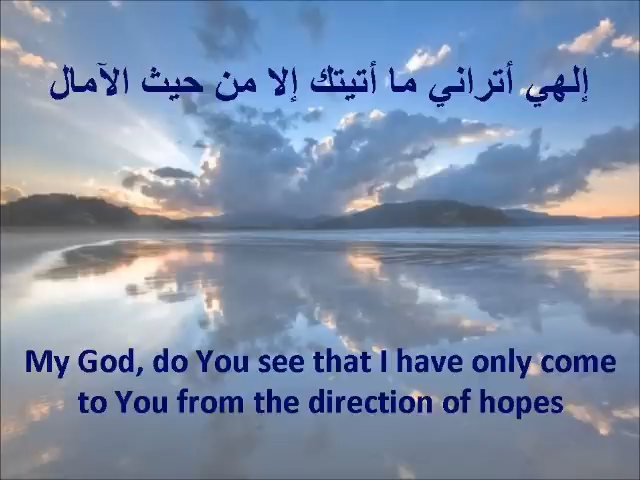 إلهي أتراني ما أتيتك إلا من حيث الآمال
My God, do You see that I have only come
to You from the direction of hopes